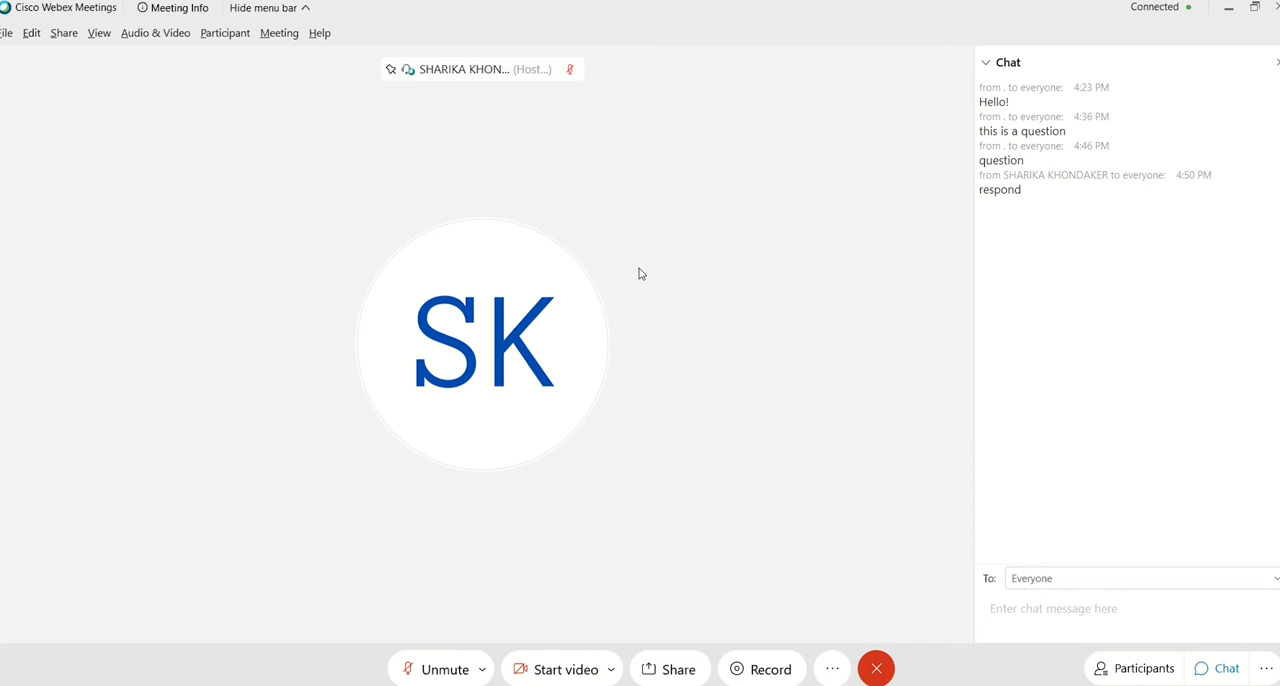 Cisco Webex Meetings Meeting Info Hide menu bar Connected
ile Edit Share View Audio & Video Participant Meeting Help
SHARIKA KHON... (Host...)
SK
Chat
from . to everyone: 4:23 PM
Hello!
from . to everyone: 4:36 PM
this is a question
from . to everyone: 4:46 PM
question
from SHARIKA KHONDAKER to everyone: 4:50 PM
respond
To: Everyone
Enter chat message here
Unmute Start video Share Record ... Participants Chat ...